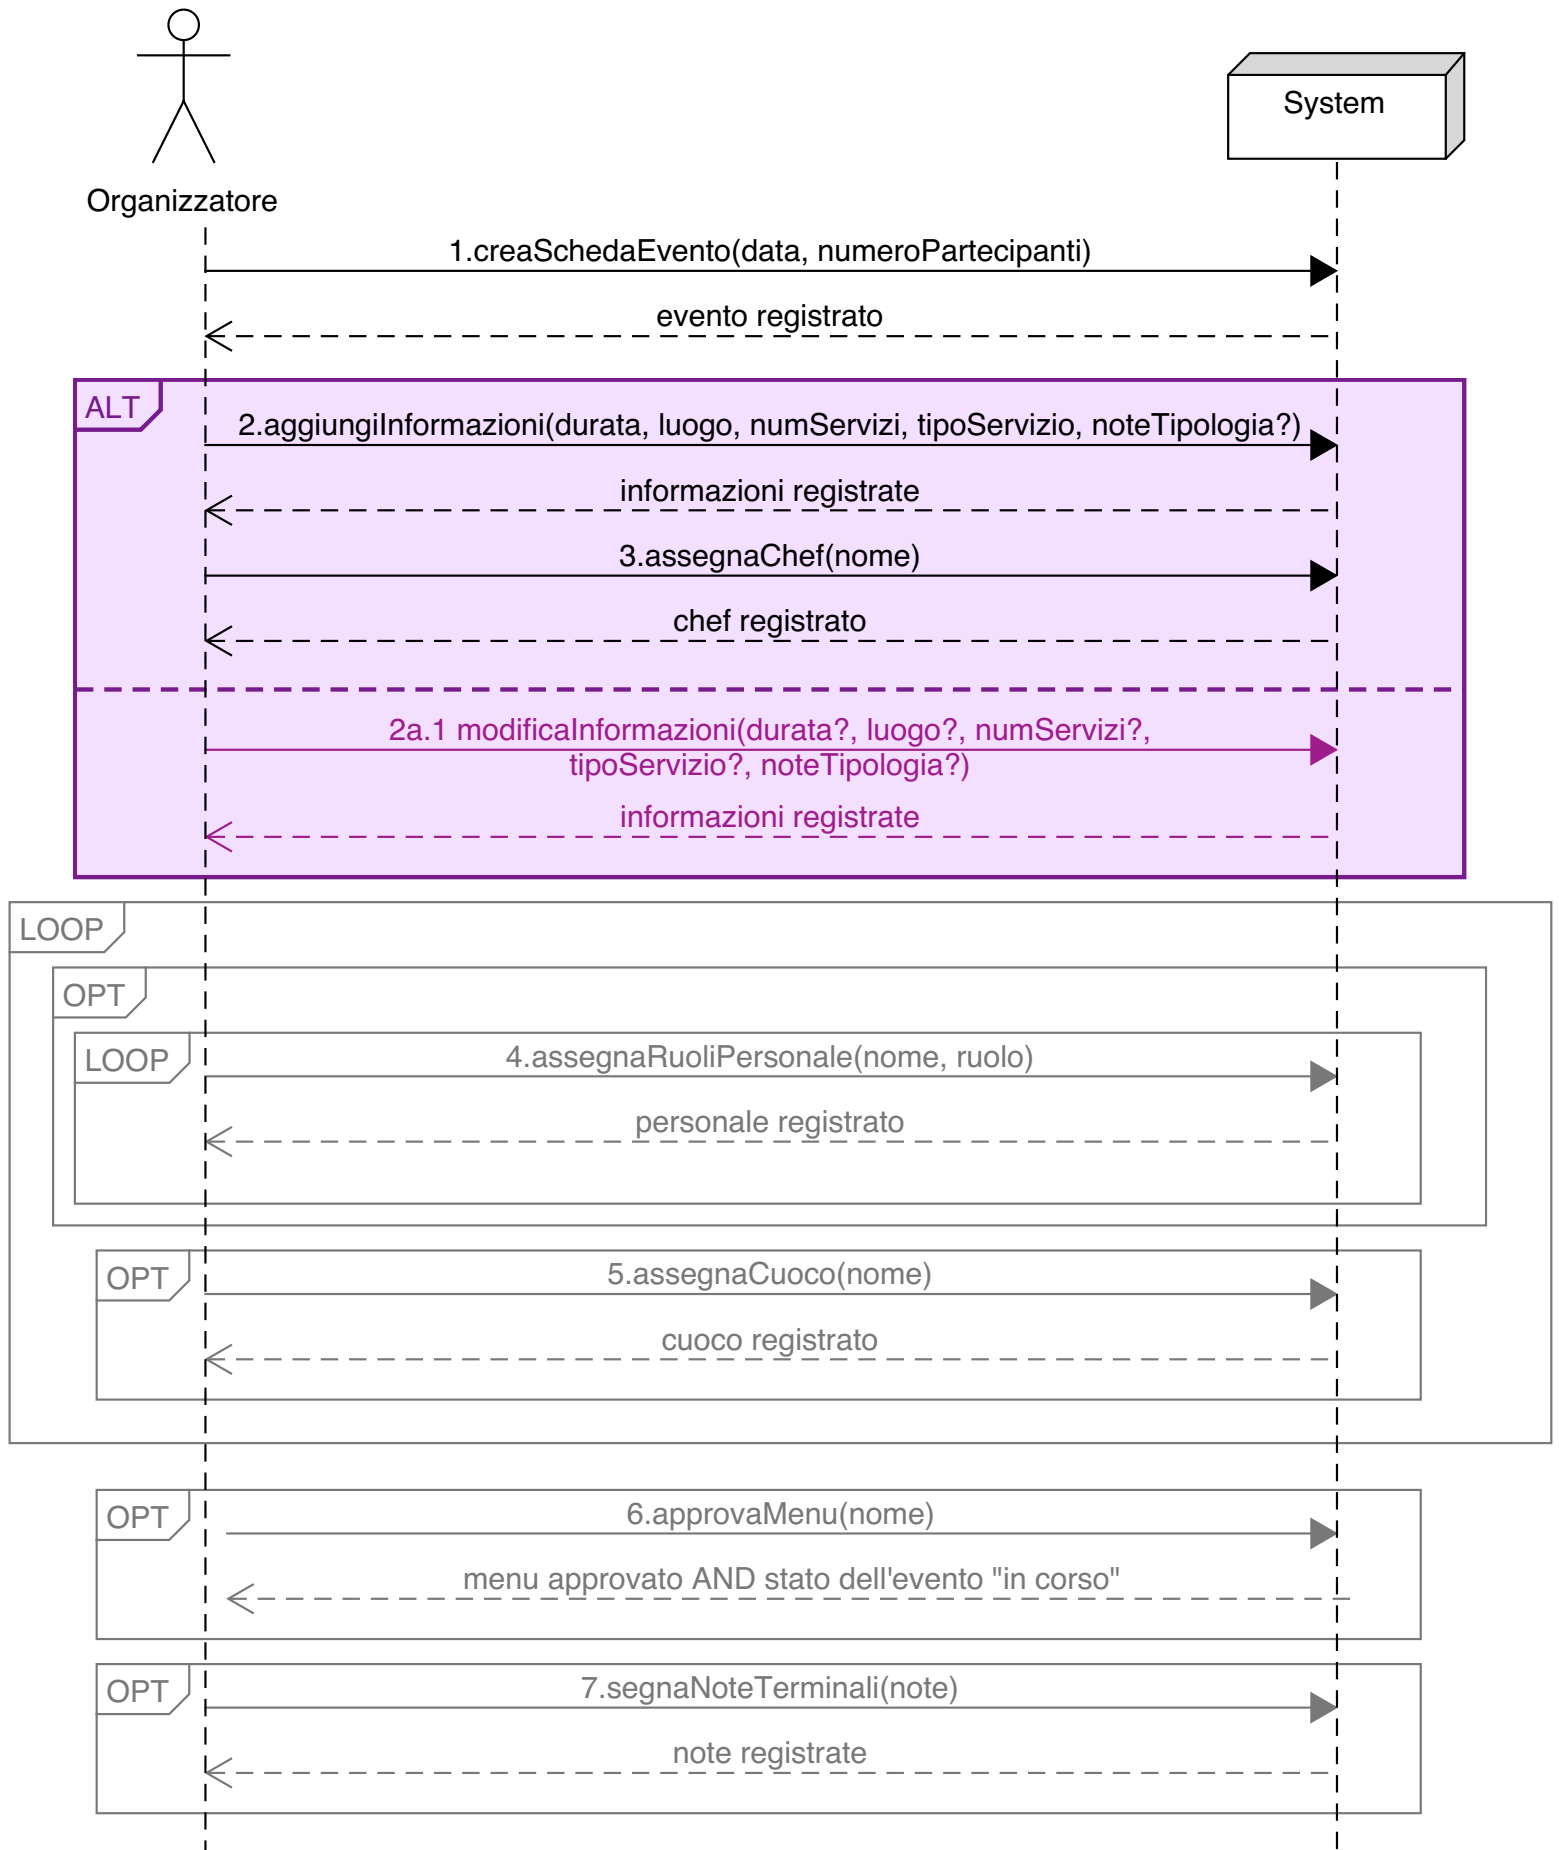 System
Organizzatore
1.creaSchedaEvento(data, numeroPartecipanti)
evento registrato
ALT
2.aggiungiInformazioni(durata, luogo, numServizi, tipoServizio, noteTipologia?)
informazioni registrate
3.assegnaChef(nome)
chef registrato
2a.1 modificaInformazioni(durata?, luogo?, numServizi?,
tipoServizio?, noteTipologia?)
informazioni registrate
LOOP
OPT
LOOP
4.assegnaRuoliPersonale(nome, ruolo)
personale registrato
OPT
5.assegnaCuoco(nome)
cuoco registrato
OPT
6.approvaMenu(nome)
menu approvato AND stato dell'evento "in corso"
OPT
7.segnaNoteTerminali(note)
note registrate